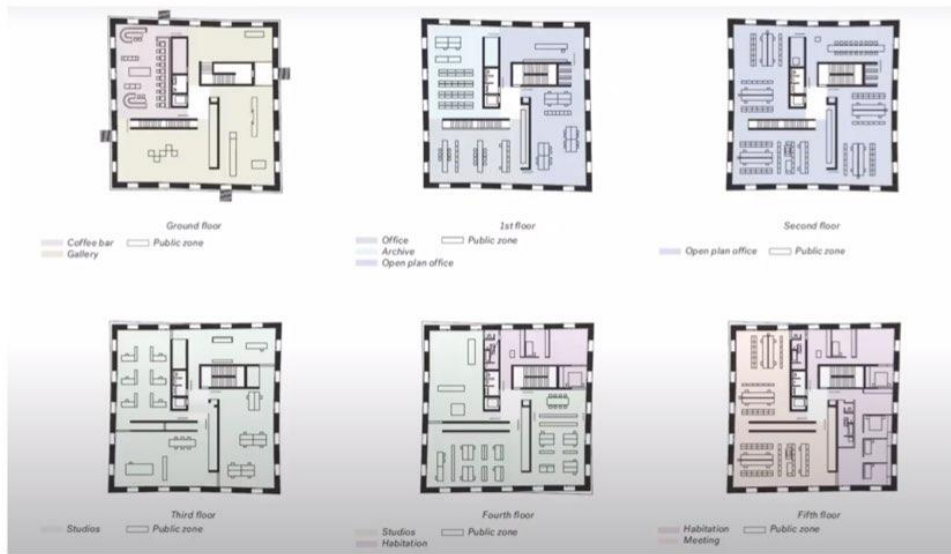 Ground floor
Coffee bar
Public zone
Gallery
1st floor
Office
Public zone
Archive
Open plan office
Second floor
Open plan office
Public zone
Third floor
Studios
Public zone
Fourth floor
Studios
Public zone
Habitation
Fifth floor
Habitation
Public zone
Meeting